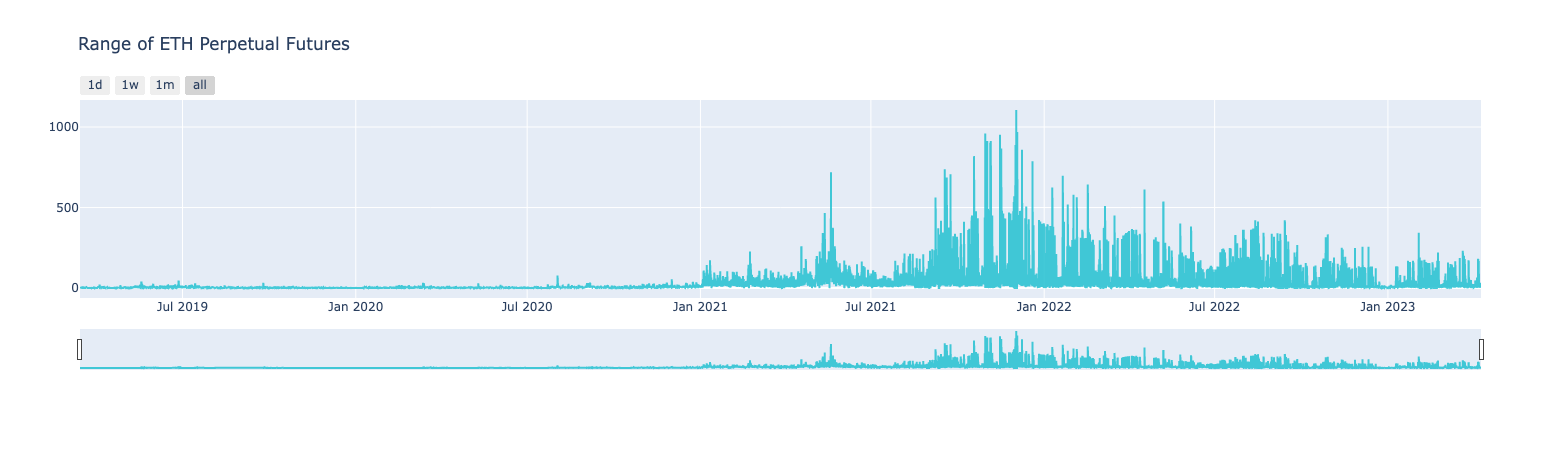 Range of ETH Perpetual Futures
1d 1w 1m all
1000
500
0
Jul 2019 Jan 2020 Jul 2020 Jan 2021 Jul 2021 Jan 2022 Jul 2022 Jan 2023